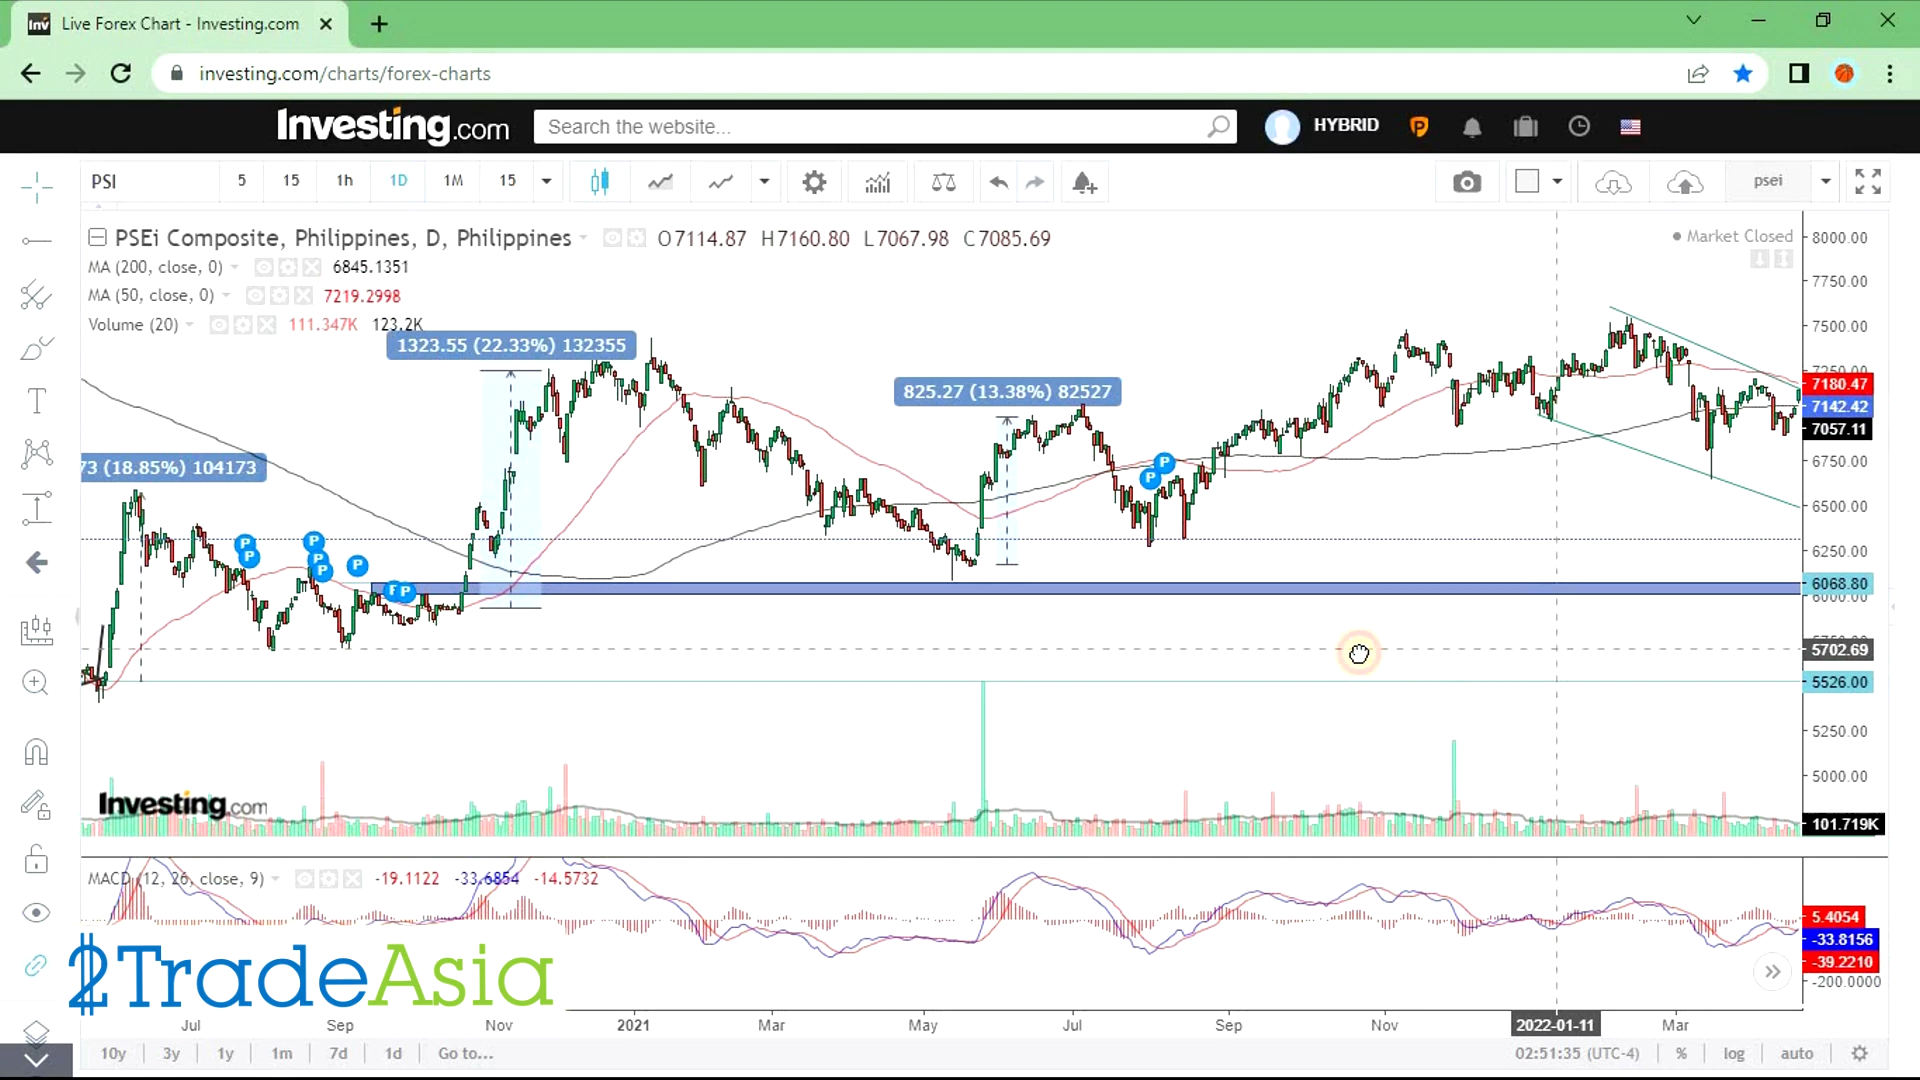 Live Forex Chart - Investing.com
investing.com/charts/forex-charts
Investing.com
Search the website...
HYBRID
PSI 5 15 1h 1D 1M 15 psei
PSEi Composite, Philippines, D, Philippines O7114.87 H7160.80 L7067.98 C7085.69
Market Closed
MA (200, close, 0) 6845.1351
MA (50, close, 0) 7219.2998
Volume (20) 111.347K 123.2K
1323.55 (22.33%) 132355
825.27 (13.38%) 82527
73 (18.85%) 104173
P P P P P P P P P P
8000.00
7750.00
7500.00
7250.00
7180.47
7142.42
7057.11
6750.00
6500.00
6250.00
6068.80
6000.00
5702.69
5526.00
5250.00
5000.00
Investing.com
101.719K
MACD (12, 26, close, 9) -19.1122 -33.6854 -14.5732
5.4054
-33.8156
-39.2210
-200.0000
2TradeAsia
Jul Sep Nov 2021 Mar May Jul Sep Nov 2022-01-11 Mar
10y 3y 1y 1m 7d 1d Go to... 02:51:35 (UTC-4) % log auto